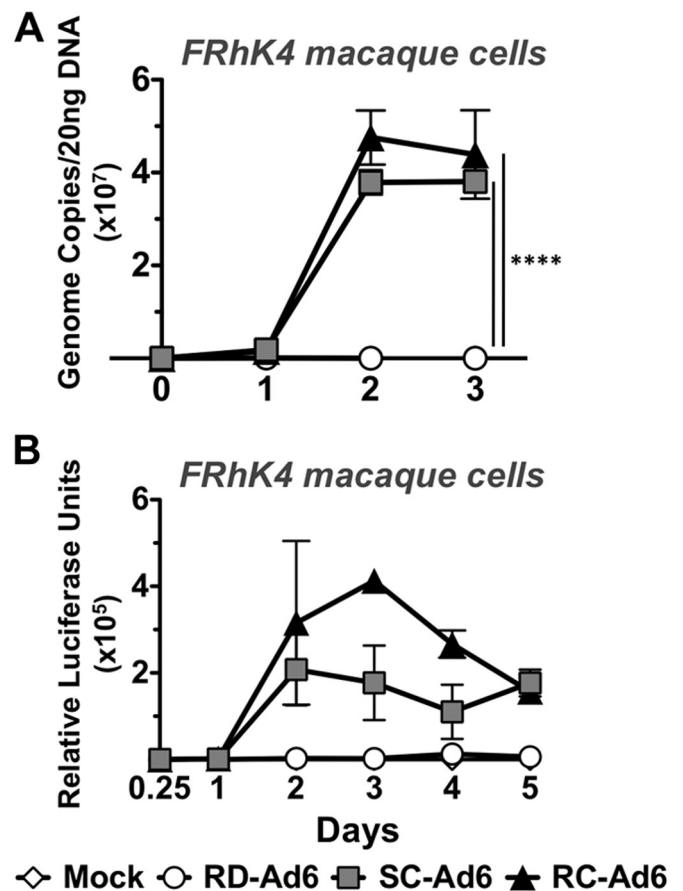 A
FRhK4 macaque cells
Genome Copies/20ng DNA
(x10⁷)
6
4
2
****
0 1 2 3
B
FRhK4 macaque cells
Relative Luciferase Units
(x10⁵)
6
4
2
0.25 1 2 3 4 5
Days
Mock RD-Ad6 SC-Ad6 RC-Ad6